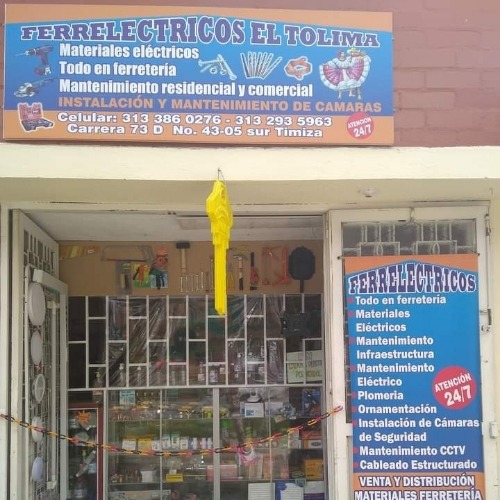 FERRELECTRICOS EL TOLIMA
Materiales eléctricos
Todo en ferretería
Mantenimiento residencial y comercial
INSTALACIÓN Y MANTENIMIENTO DE CAMARAS
Celular: 313 386 0276 - 313 293 5963
Carrera 73 D No. 43-05 sur Timiza
ATENCIÓN
24/7
FERRELECTRICOS
Todo en ferretería
Materiales
Eléctricos
Mantenimiento
Infraestructura
Mantenimiento
Eléctrico
Plomeria
Ornamentación
Instalación de Cámaras
de Seguridad
Mantenimiento CCTV
Cableado Estructurado
ATENCIÓN
24/7
VENTA Y DISTRIBUCIÓN
MATERIALES FERRETERÍA